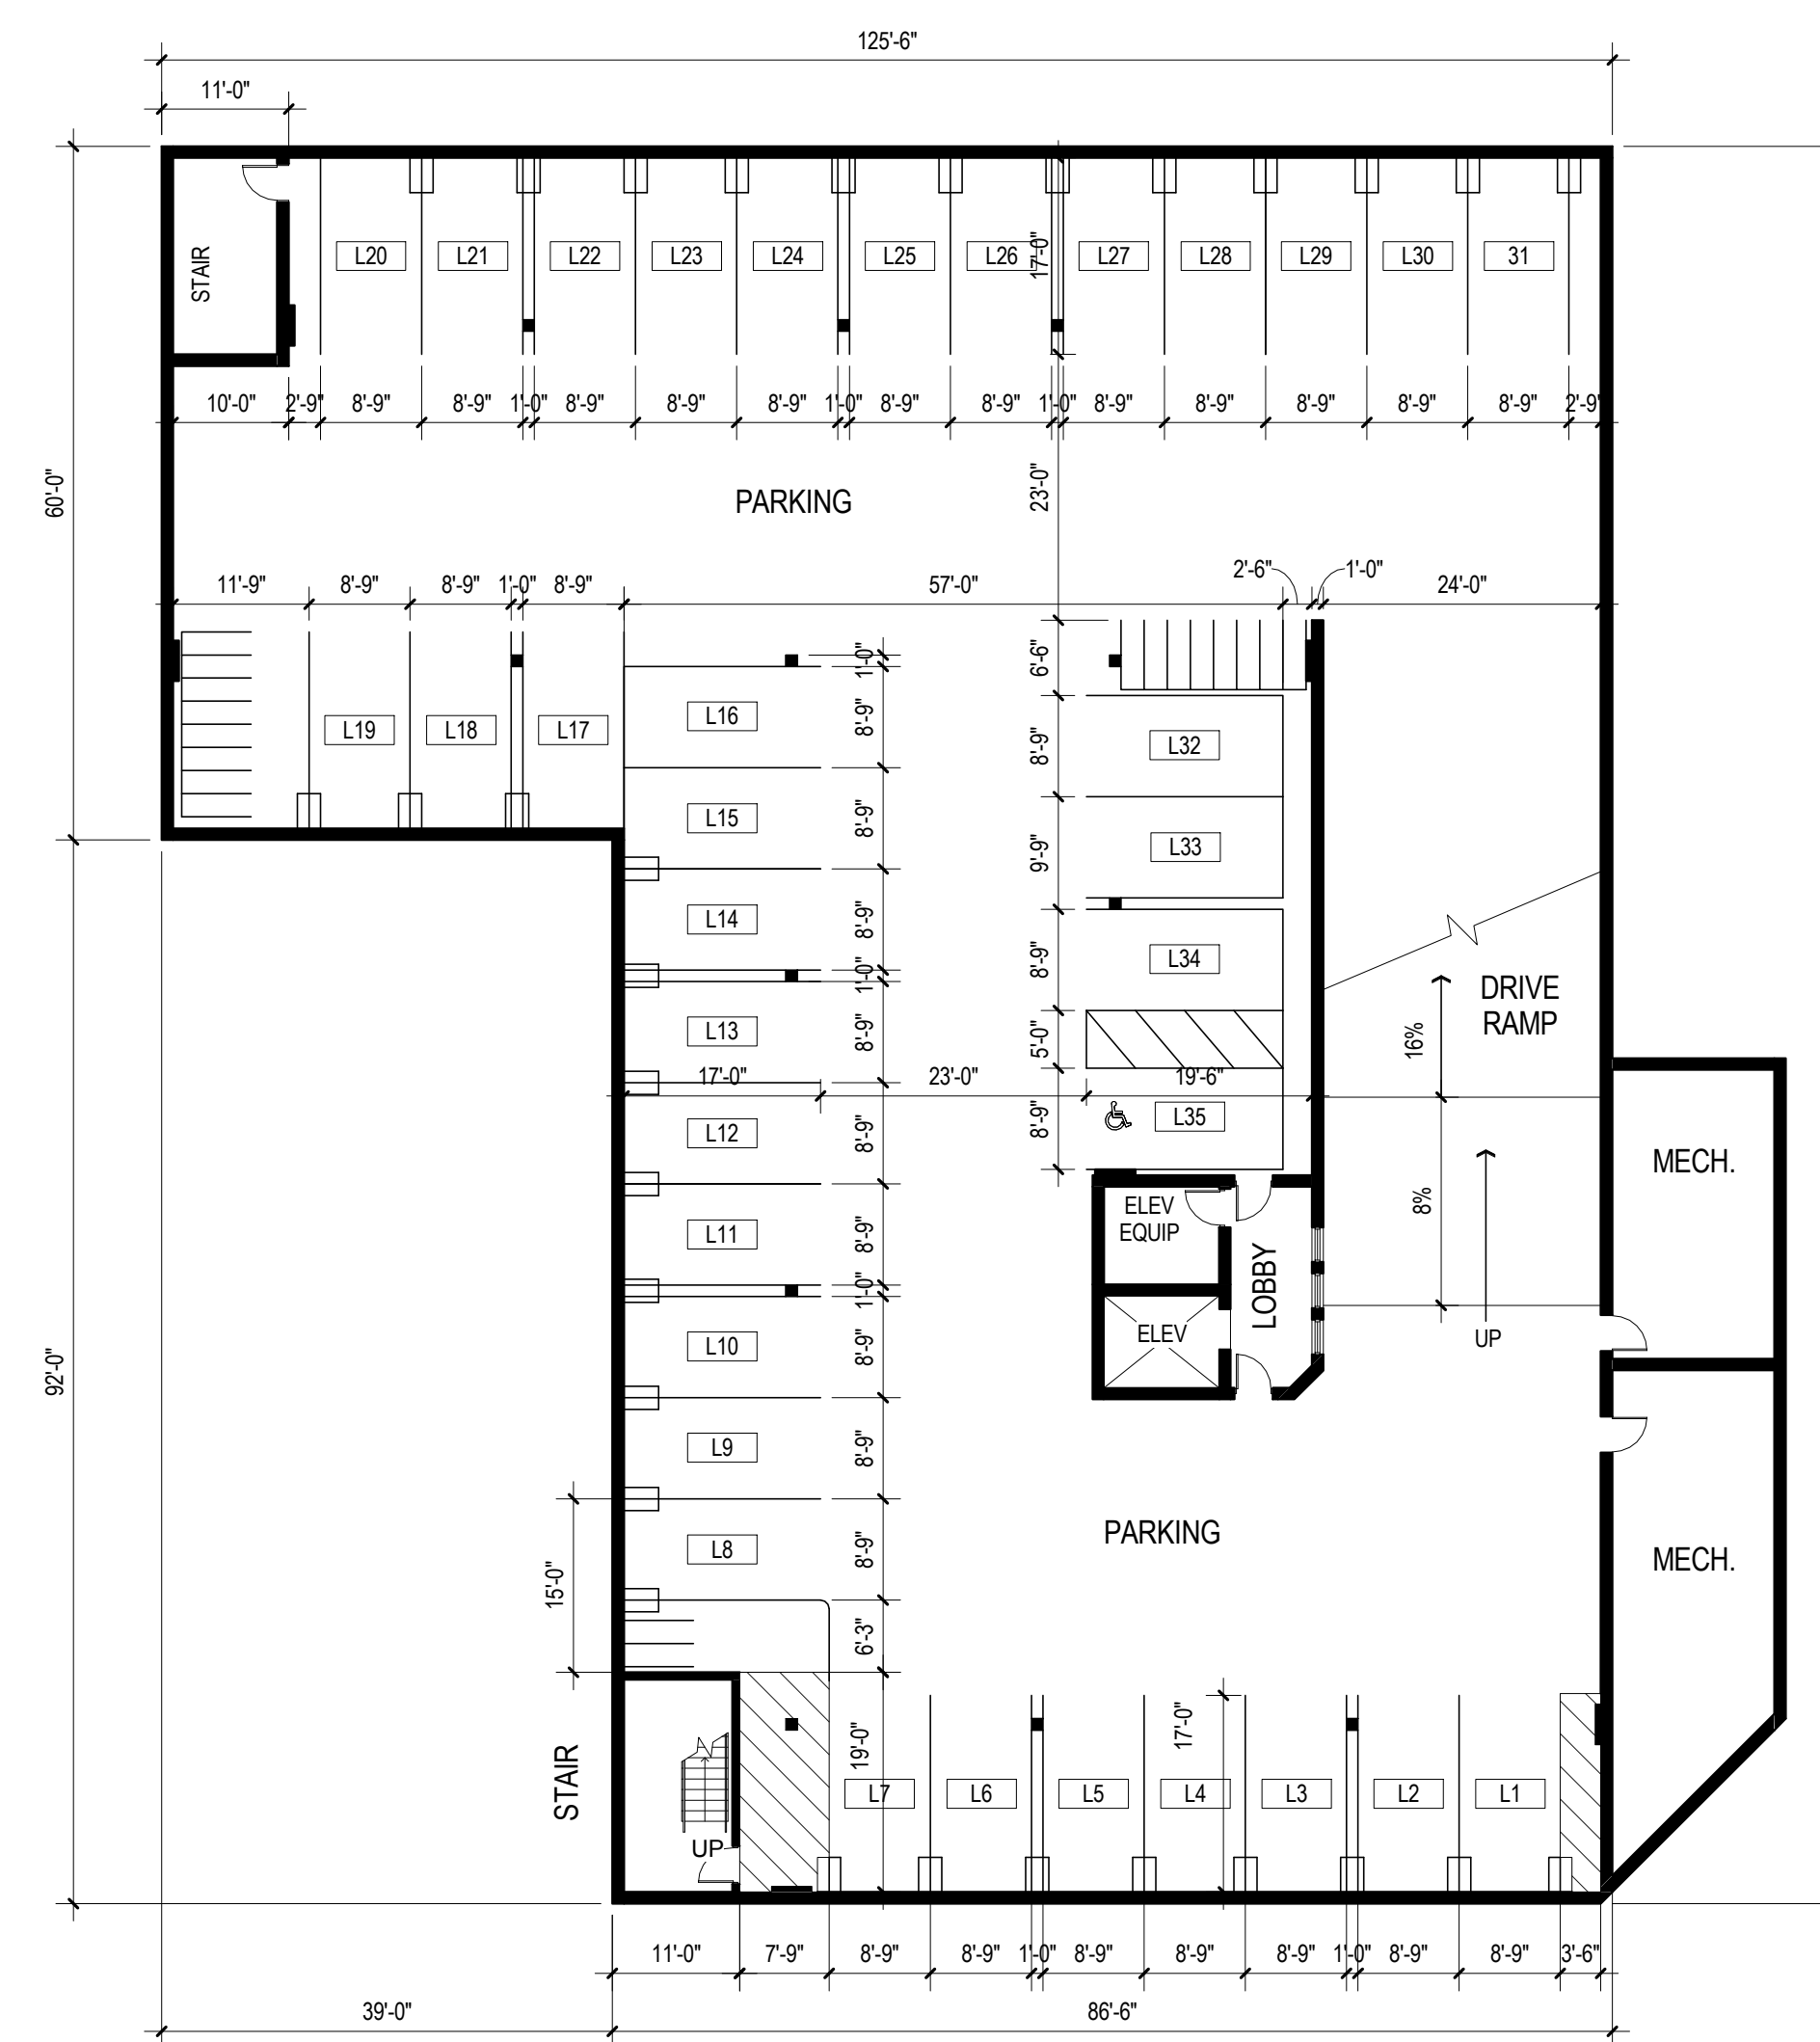 125'-6"
11'-0"
STAIR
L20
L21
L22
L23
L24
L25
L26
17'-0"
L27
L28
L29
L30
31
10'-0"
2'-9"
8'-9"
8'-9"
1'-0"
8'-9"
8'-9"
8'-9"
1'-0"
8'-9"
8'-9"
1'-0"
8'-9"
8'-9"
8'-9"
8'-9"
8'-9"
2'-9"
60'-0"
PARKING
23'-0"
11'-9"
8'-9"
8'-9"
1'-0"
8'-9"
57'-0"
2'-6"
1'-0"
24'-0"
1'-0"
6'-6"
L19
L18
L17
L16
8'-9"
L32
8'-9"
L15
8'-9"
L33
9'-9"
L14
8'-9"
L34
8'-9"
1'-0"
DRIVE
RAMP
L13
8'-9"
5'-0"
16%
17'-0"
23'-0"
19'-6"
L12
8'-9"
8'-9"
L35
MECH.
L11
8'-9"
ELEV
EQUIP
LOBBY
8%
1'-0"
L10
8'-9"
ELEV
UP
92'-0"
L9
8'-9"
PARKING
L8
8'-9"
MECH.
15'-0"
6'-3"
STAIR
UP
19'-0"
17'-0"
L7
L6
L5
L4
L3
L2
L1
11'-0"
7'-9"
8'-9"
8'-9"
1'-0"
8'-9"
8'-9"
8'-9"
1'-0"
8'-9"
8'-9"
3'-6"
39'-0"
86'-6"